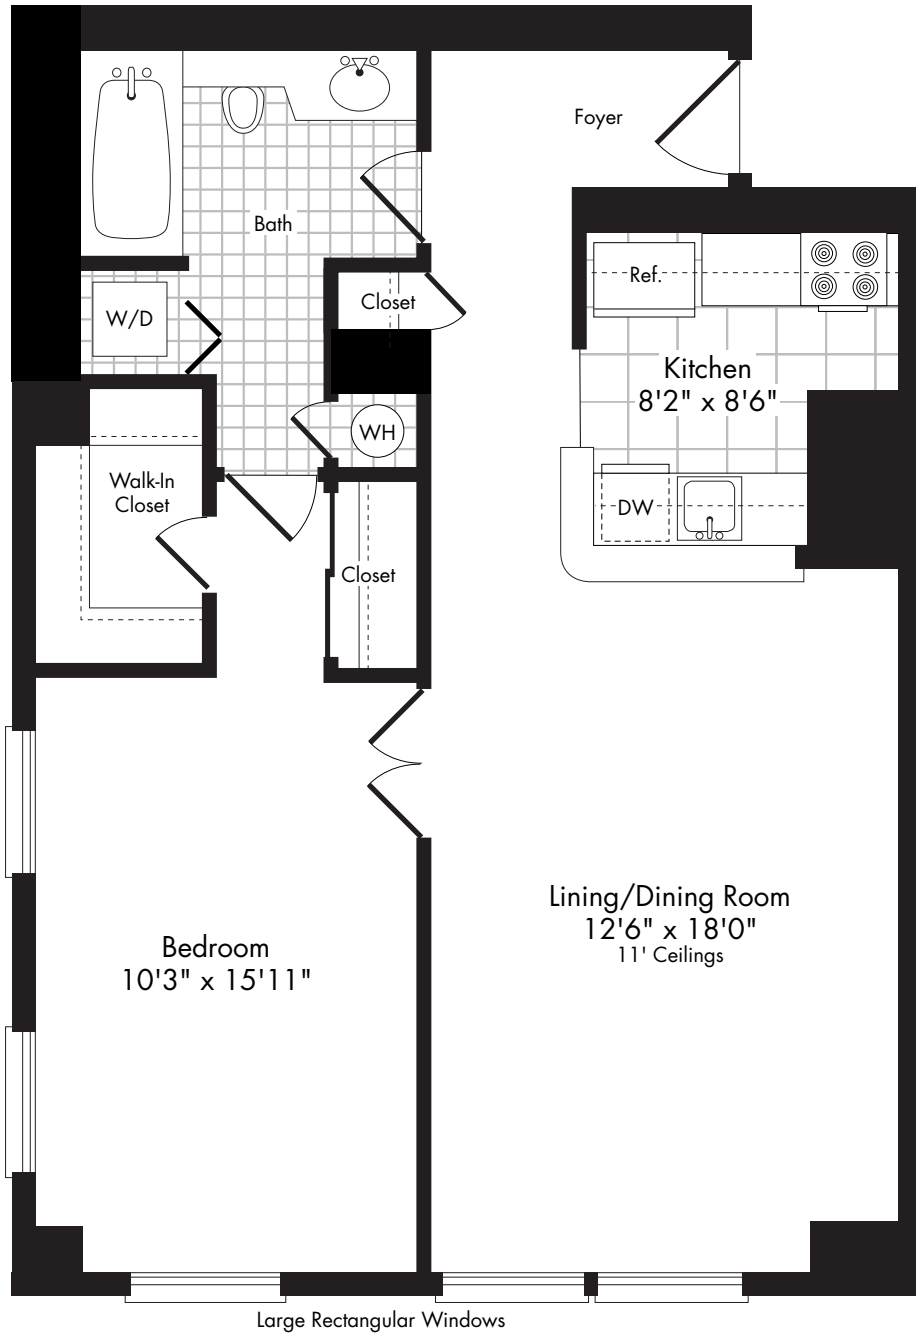 Foyer
Bath
Ref.
Closet
W/D
Kitchen
8'2" x 8'6"
WH
Walk-In
Closet
DW
Closet
Lining/Dining Room
12'6" x 18'0"
11' Ceilings
Bedroom
10'3" x 15'11"
Large Rectangular Windows